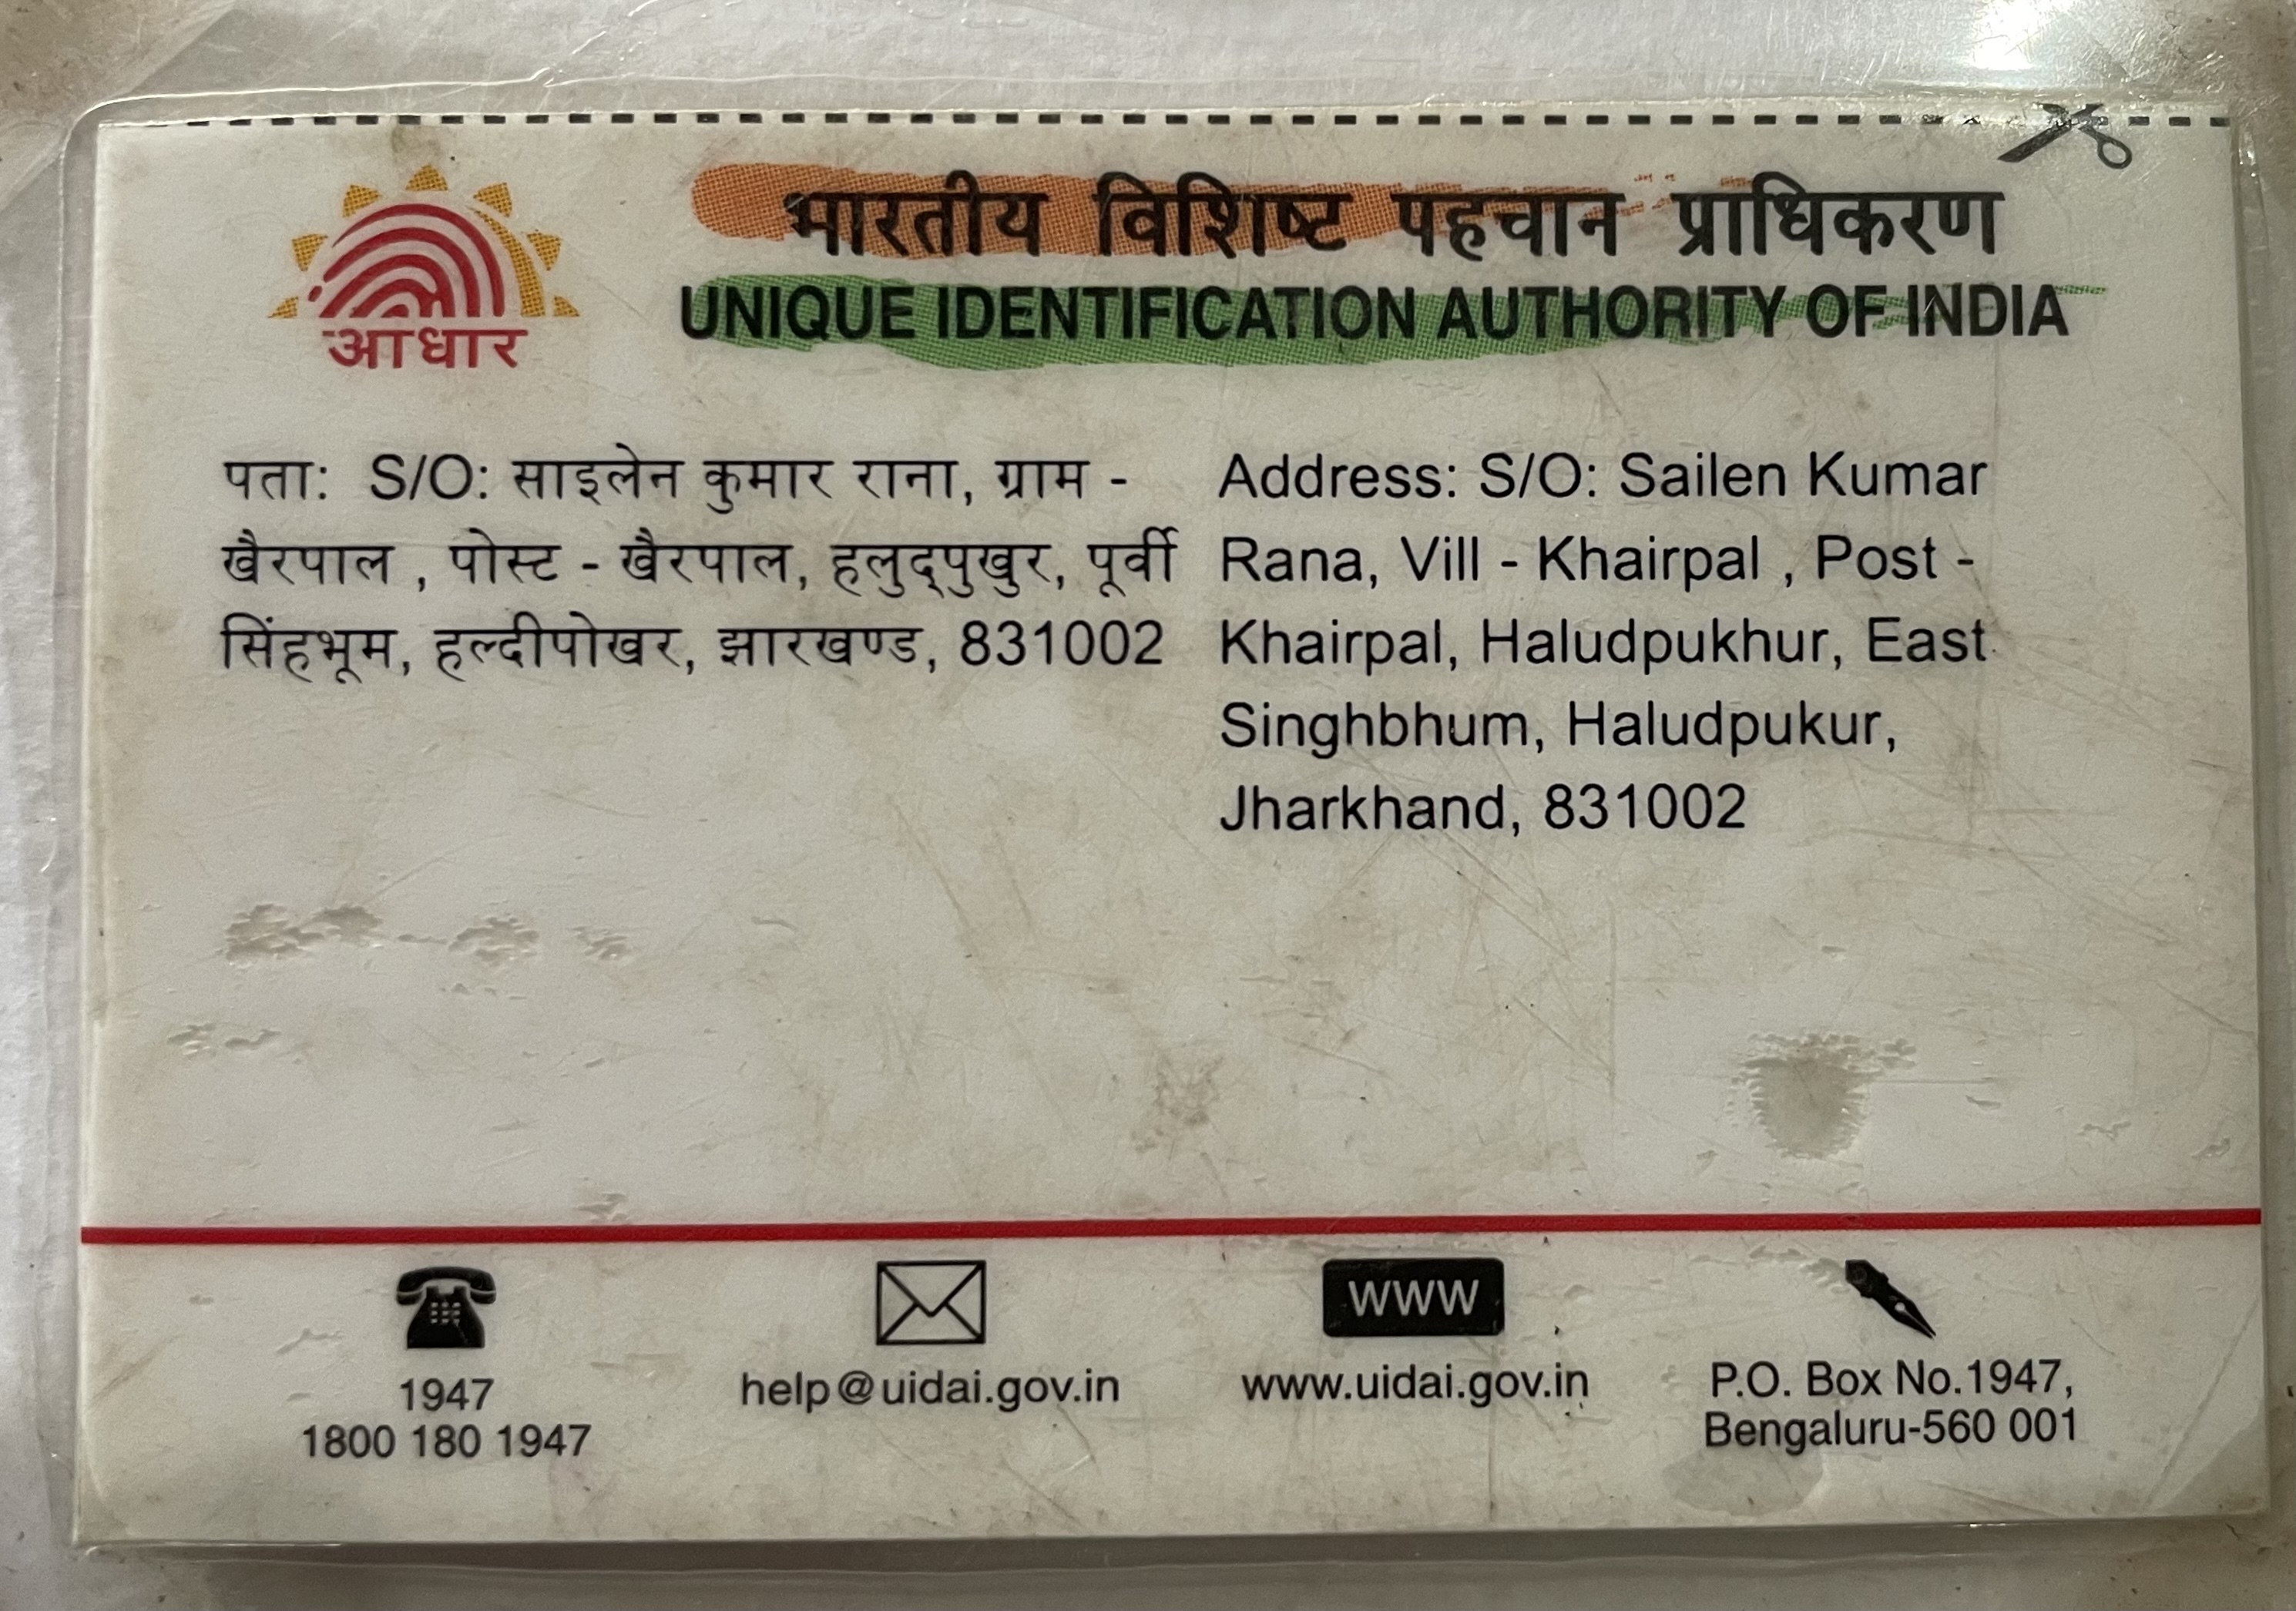 भारतीय विशिष्ट पहचान प्राधिकरण
UNIQUE IDENTIFICATION AUTHORITY OF INDIA
आधार
पता: S/O: साइलेन कुमार राना, ग्राम -
खैरपाल , पोस्ट - खैरपाल, हलुद्पुखुर, पूर्वी
सिंहभूम, हल्दीपोखर, झारखण्ड, 831002
Address: S/O: Sailen Kumar
Rana, Vill - Khairpal , Post -
Khairpal, Haludpukhur, East
Singhbhum, Haludpukur,
Jharkhand, 831002
1947
1800 180 1947
help@uidai.gov.in
www
www.uidai.gov.in
P.O. Box No.1947,
Bengaluru-560 001